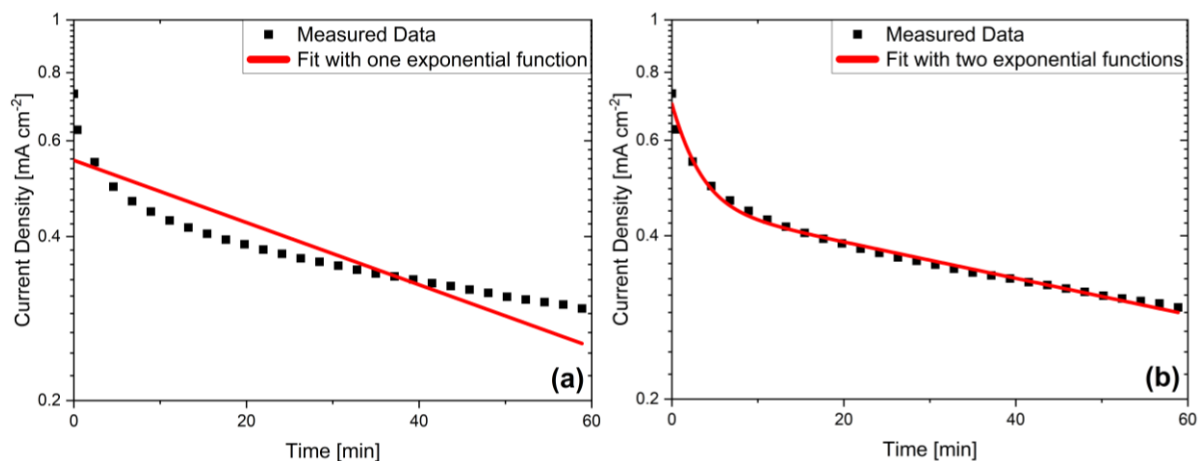 Measured Data
Fit with one exponential function
Current Density [mA cm⁻²]
1
0.8
0.6
0.4
0.2
0
20
40
60
Time [min]
(a)
Measured Data
Fit with two exponential functions
Current Density [mA cm⁻²]
1
0.8
0.6
0.4
0.2
0
20
40
60
Time [min]
(b)